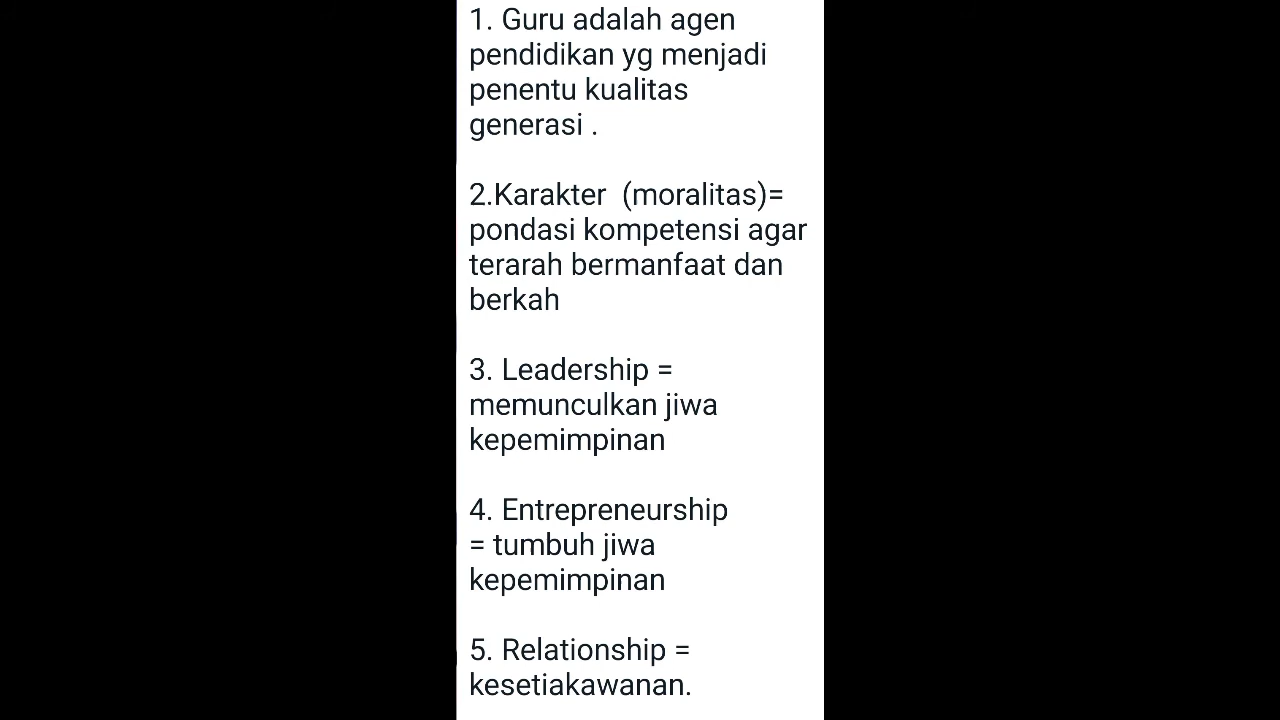 1. Guru adalah agen
pendidikan yg menjadi
penentu kualitas
generasi .
2.Karakter  (moralitas)=
pondasi kompetensi agar
terarah bermanfaat dan
berkah
3. Leadership =
memunculkan jiwa
kepemimpinan
4. Entrepreneurship
= tumbuh jiwa
kepemimpinan
5. Relationship =
kesetiakawanan.